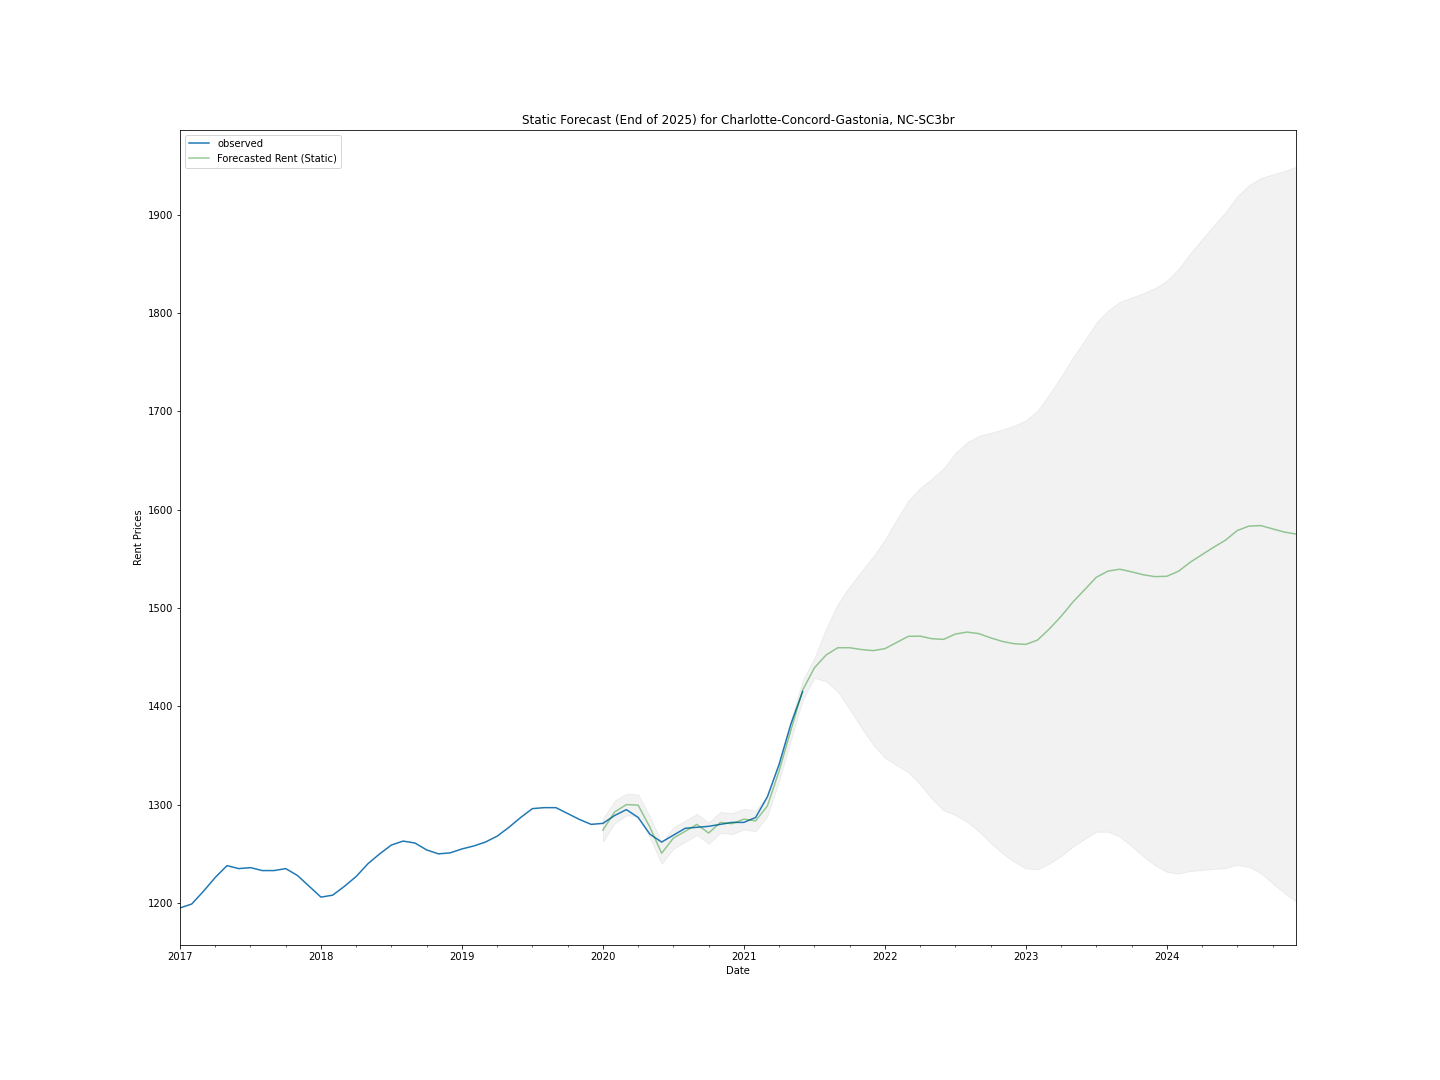 Static Forecast (End of 2025) for Charlotte-Concord-Gastonia, NC-SC3br
observed
Forecasted Rent (Static)
1900
1800
1700
1600
1500
1400
1300
1200
Rent Prices
2017 2018 2019 2020 2021 2022 2023 2024
Date